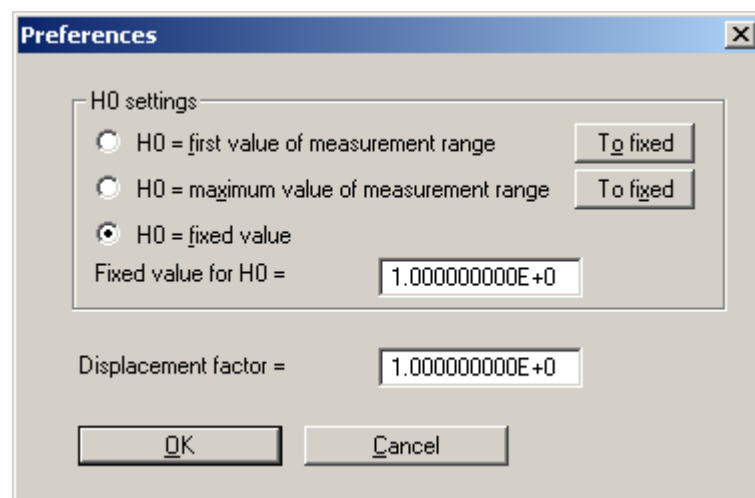 Preferences
H0 settings
H0 = first value of measurement range To fixed
H0 = maximum value of measurement range To fixed
H0 = fixed value
Fixed value for H0 = 1.000000000E+0
Displacement factor = 1.000000000E+0
OK Cancel